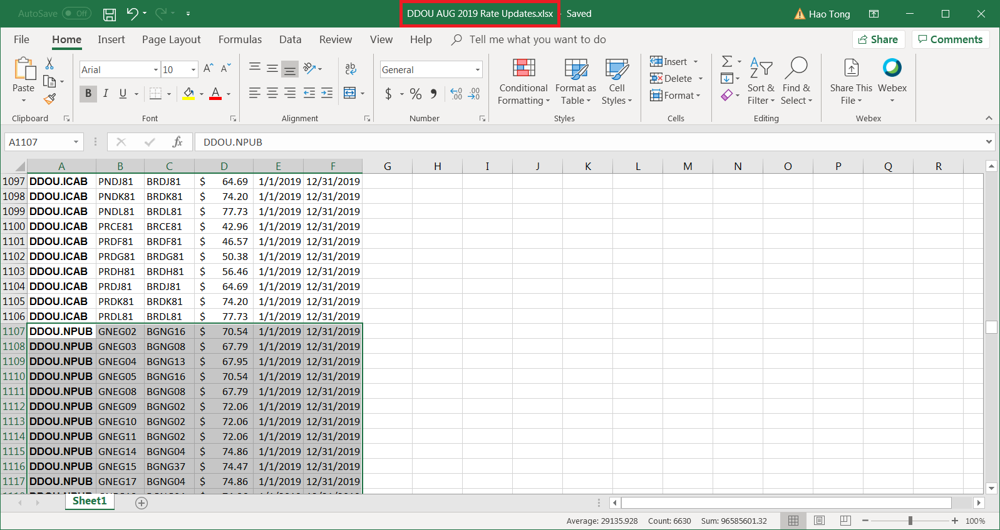 AutoSave Off DDOU AUG 2019 Rate Updates.xlsx - Saved Hao Tong
File Home Insert Page Layout Formulas Data Review View Help Tell me what you want to do Share Comments
Paste Arial 10 B I U A ab General $ % Conditional Formatting Format as Table Cell Styles Insert Delete Format Sort & Filter Find & Select Share This File Webex
Clipboard Font Alignment Number Styles Cells Editing Webex
A1107 fx DDOU.NPUB
A B C D E F G H I J K L M N O P Q R
1097 DDOU.ICAB PNDJ81 BRDJ81 $ 64.69 1/1/2019 12/31/2019
1098 DDOU.ICAB PNDK81 BRDK81 $ 74.20 1/1/2019 12/31/2019
1099 DDOU.ICAB PNDL81 BRDL81 $ 77.73 1/1/2019 12/31/2019
1100 DDOU.ICAB PRCE81 BRCE81 $ 42.96 1/1/2019 12/31/2019
1101 DDOU.ICAB PRDF81 BRDF81 $ 46.57 1/1/2019 12/31/2019
1102 DDOU.ICAB PRDG81 BRDG81 $ 50.38 1/1/2019 12/31/2019
1103 DDOU.ICAB PRDH81 BRDH81 $ 56.46 1/1/2019 12/31/2019
1104 DDOU.ICAB PRDJ81 BRDJ81 $ 64.69 1/1/2019 12/31/2019
1105 DDOU.ICAB PRDK81 BRDK81 $ 74.20 1/1/2019 12/31/2019
1106 DDOU.ICAB PRDL81 BRDL81 $ 77.73 1/1/2019 12/31/2019
1107 DDOU.NPUB GNEG02 BGNG16 $ 70.54 1/1/2019 12/31/2019
1108 DDOU.NPUB GNEG03 BGNG08 $ 67.79 1/1/2019 12/31/2019
1109 DDOU.NPUB GNEG04 BGNG13 $ 67.95 1/1/2019 12/31/2019
1110 DDOU.NPUB GNEG05 BGNG16 $ 70.54 1/1/2019 12/31/2019
1111 DDOU.NPUB GNEG08 BGNG08 $ 67.79 1/1/2019 12/31/2019
1112 DDOU.NPUB GNEG09 BGNG02 $ 72.06 1/1/2019 12/31/2019
1113 DDOU.NPUB GNEG10 BGNG02 $ 72.06 1/1/2019 12/31/2019
1114 DDOU.NPUB GNEG11 BGNG02 $ 72.06 1/1/2019 12/31/2019
1115 DDOU.NPUB GNEG14 BGNG04 $ 74.86 1/1/2019 12/31/2019
1116 DDOU.NPUB GNEG15 BGNG37 $ 74.47 1/1/2019 12/31/2019
1117 DDOU.NPUB GNEG17 BGNG04 $ 74.86 1/1/2019 12/31/2019
Sheet1
Average: 29135.928 Count: 6630 Sum: 96585601.32 100%